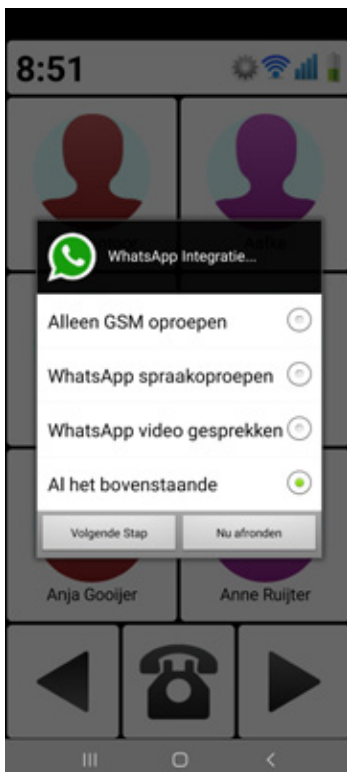 8:51
WhatsApp Integratie...
Alleen GSM oproepen
WhatsApp spraakoproepen
WhatsApp video gesprekken
Al het bovenstaande
Volgende Stap
Nu afronden
Anja Gooijer
Anne Ruijter